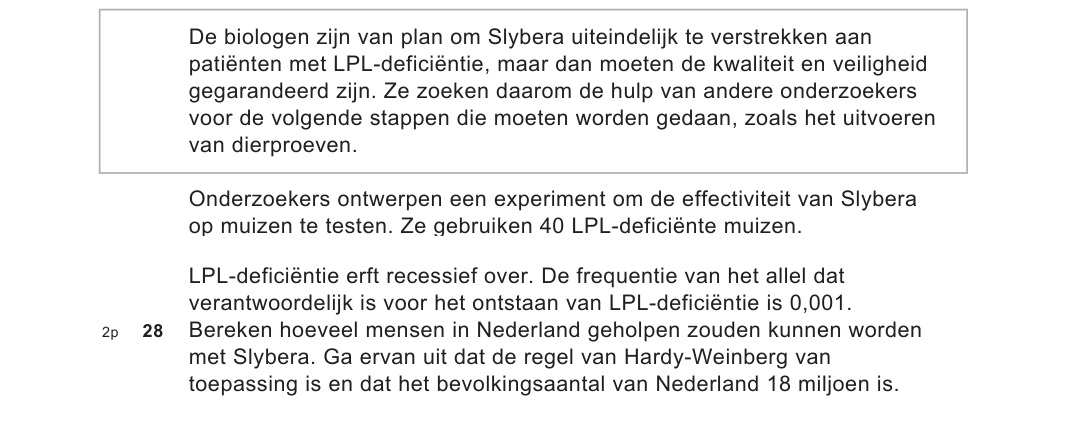 De biologen zijn van plan om Slybera uiteindelijk te verstrekken aan
patiënten met LPL-deficiëntie, maar dan moeten de kwaliteit en veiligheid
gegarandeerd zijn. Ze zoeken daarom de hulp van andere onderzoekers
voor de volgende stappen die moeten worden gedaan, zoals het uitvoeren
van dierproeven.
Onderzoekers ontwerpen een experiment om de effectiviteit van Slybera
op muizen te testen. Ze gebruiken 40 LPL-deficiënte muizen.
LPL-deficiëntie erft recessief over. De frequentie van het allel dat
verantwoordelijk is voor het ontstaan van LPL-deficiëntie is 0,001.
2p 28 Bereken hoeveel mensen in Nederland geholpen zouden kunnen worden
met Slybera. Ga ervan uit dat de regel van Hardy-Weinberg van
toepassing is en dat het bevolkingsaantal van Nederland 18 miljoen is.